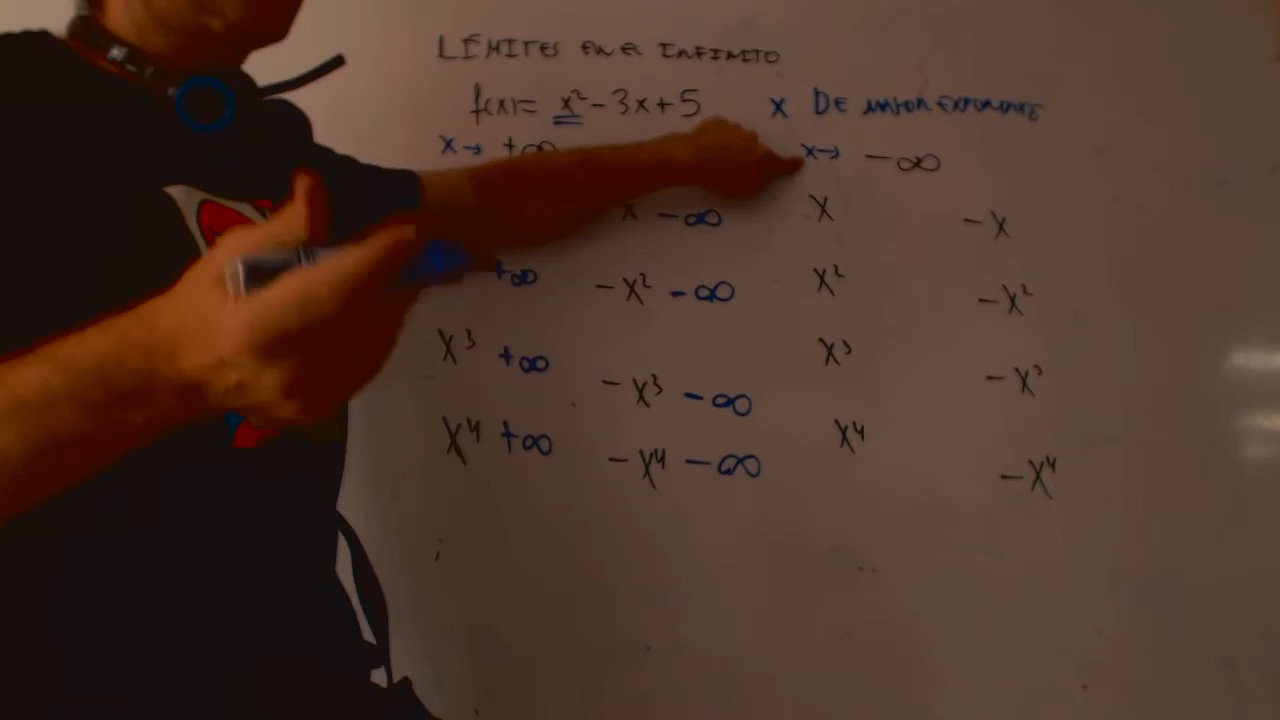 LÍMITES EN EL INFINITO
f(x)= x²-3x+5 x DE MAYOR EXPONENTE
x→ +∞ x→ -∞
x -∞ x -x
+∞ -x² -∞ x² -x²
x³ +∞ -x³ -∞ x³ -x³
x⁴ +∞ -x⁴ -∞ x⁴ -x⁴